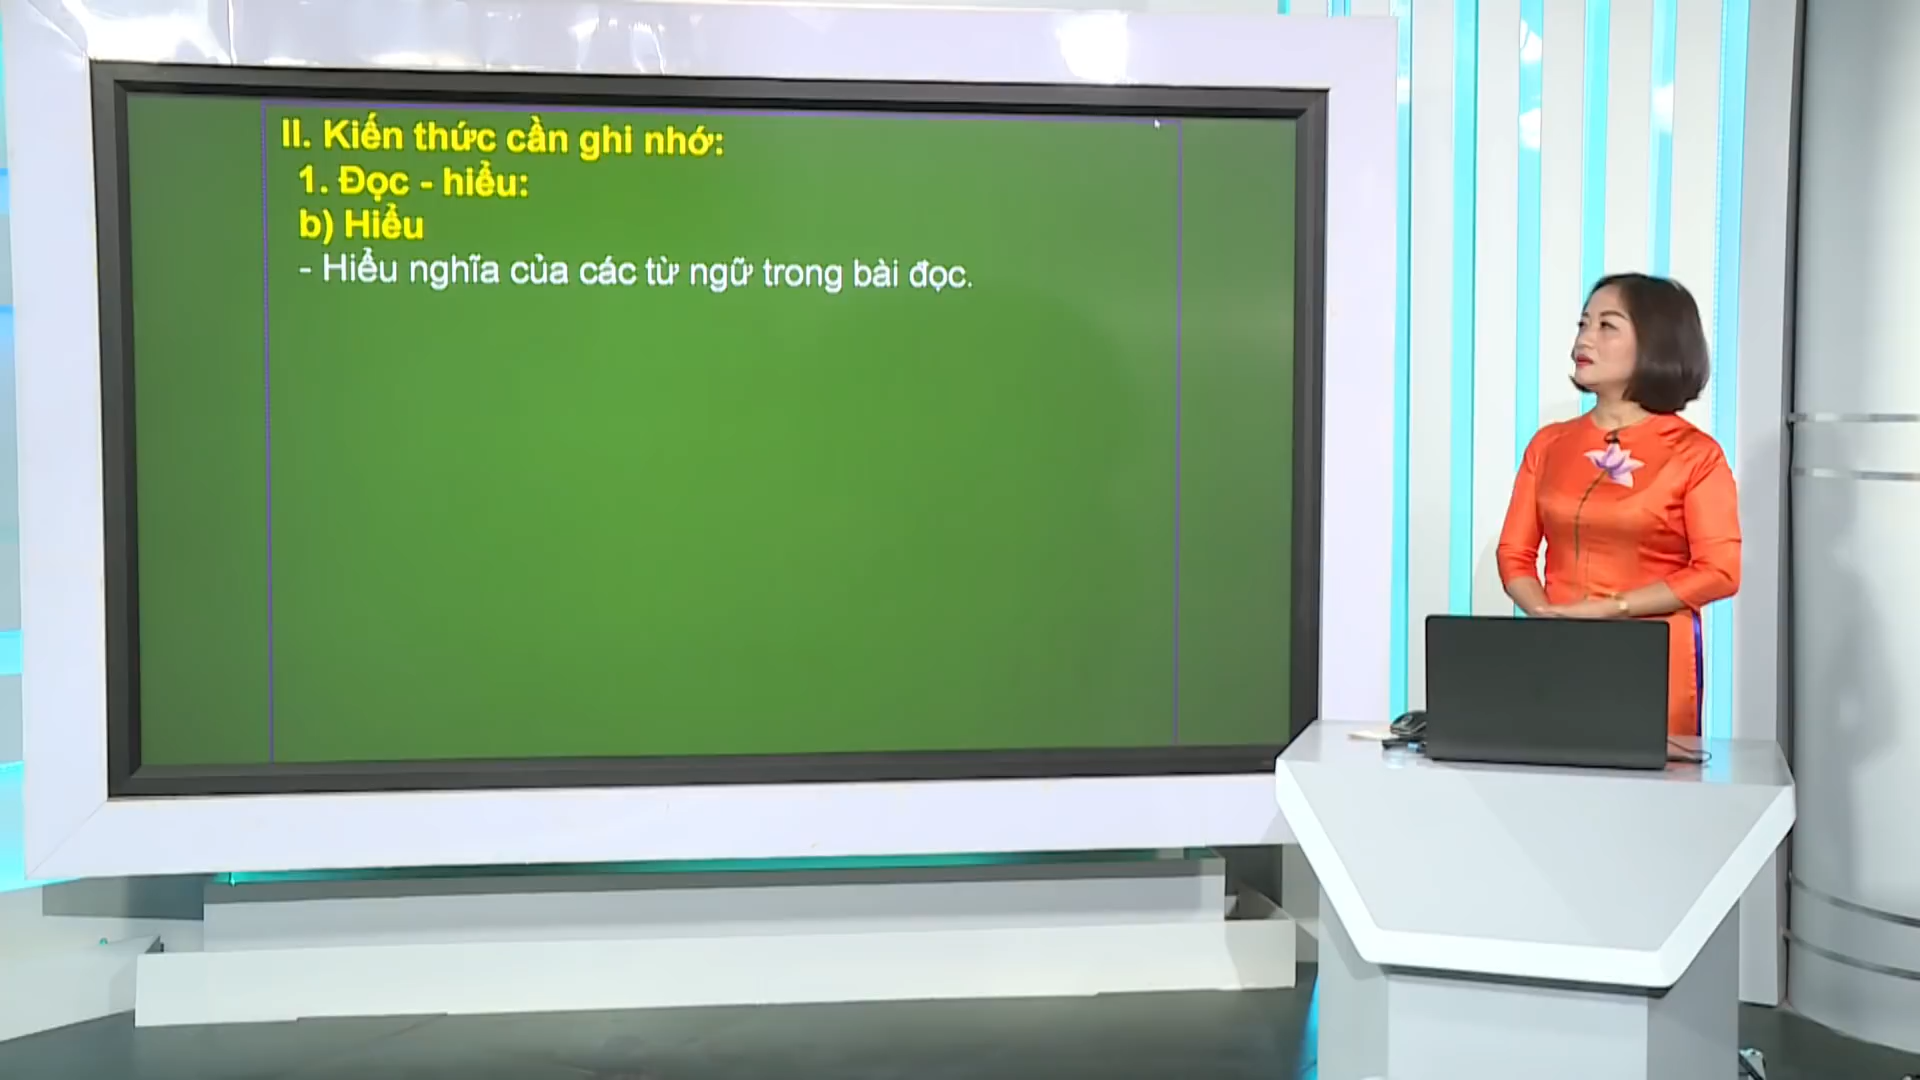 II. Kiến thức cần ghi nhớ:
1. Đọc - hiểu:
b) Hiểu
- Hiểu nghĩa của các từ ngữ trong bài đọc.